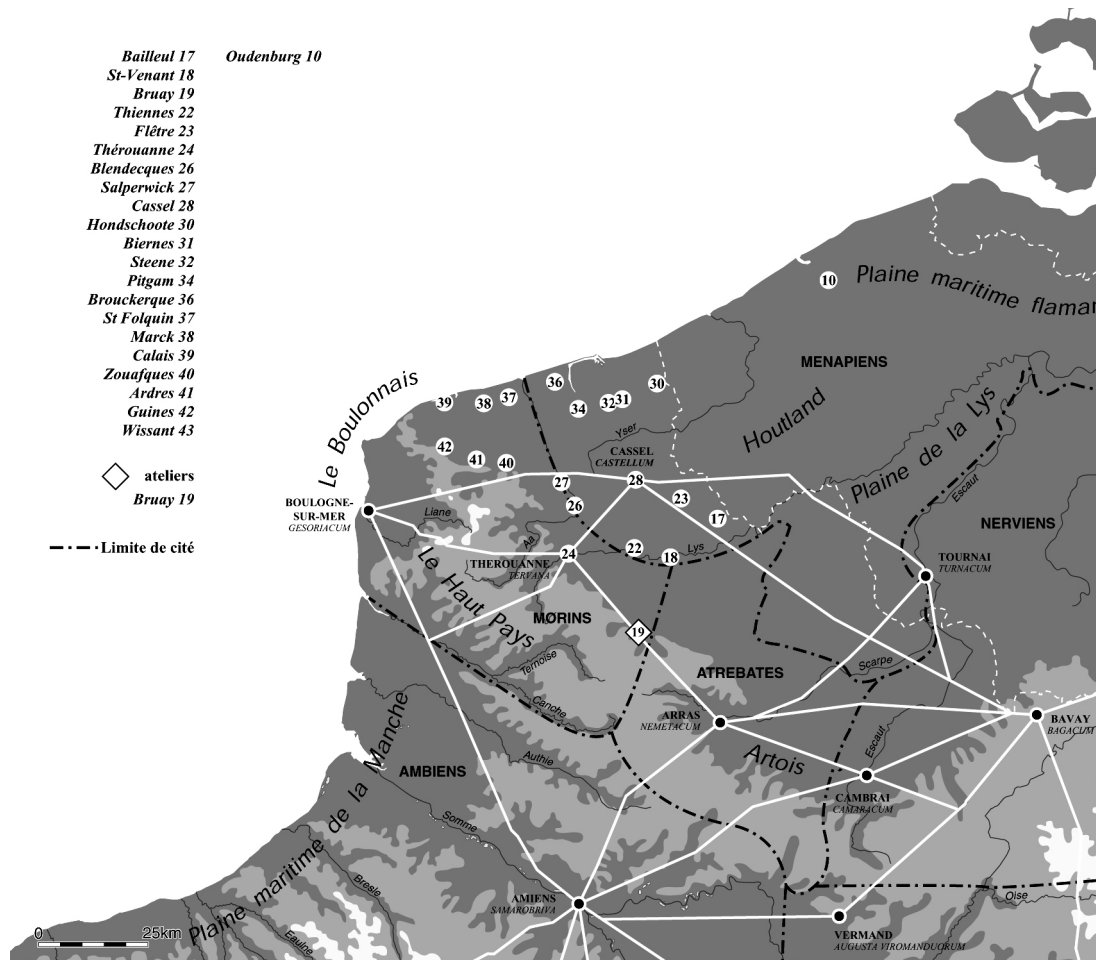 Bailleul 17
St-Venant 18
Bruay 19
Thiennes 22
Flêtre 23
Thérouanne 24
Blendecques 26
Salperwick 27
Cassel 28
Hondschoote 30
Biernes 31
Steene 32
Pitgam 34
Brouckerque 36
St Folquin 37
Marck 38
Calais 39
Zouafques 40
Ardres 41
Guines 42
Wissant 43
Oudenburg 10
ateliers
Bruay 19
Limite de cité
10
Plaine maritime flaman
MENAPIENS
Houtland
Plaine de la Lys
Escaut
NERVIENS
Le Boulonnais
36
30
39
38
37
34
32
31
Yser
42
41
40
CASSEL
CASTELLUM
27
28
26
23
17
BOULOGNE-
SUR-MER
GESORIACUM
Liane
Aa
24
22
18
Lys
THEROUANNE
TERVANA
TOURNAI
TURNACUM
Le Haut Pays
MORINS
19
Ternoise
ATREBATES
Scarpe
Canche
ARRAS
NEMETACUM
BAVAY
BAGACUM
Artois
Escaut
Authie
AMBIENS
CAMBRAI
CAMARACUM
Somme
Plaine maritime de la Manche
Bresle
Eaulne
AMIENS
SAMAROBRIVA
Oise
VERMAND
AUGUSTA VIROMANDUORUM
0 25km